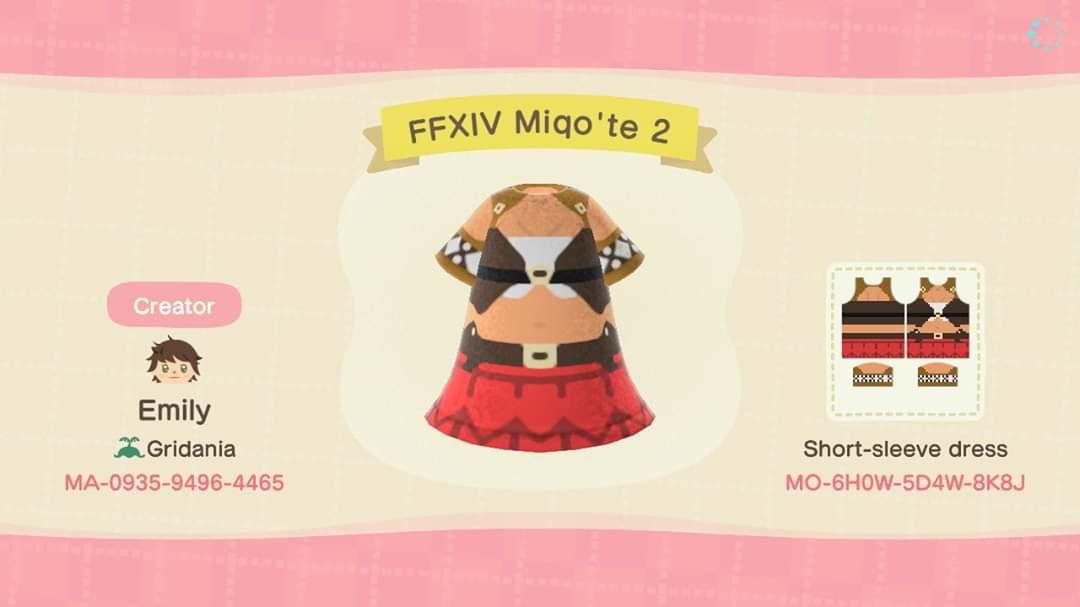 FFXIV Miqo'te 2
Creator
Emily
Gridania
MA-0935-9496-4465
Short-sleeve dress
MO-6H0W-5D4W-8K8J